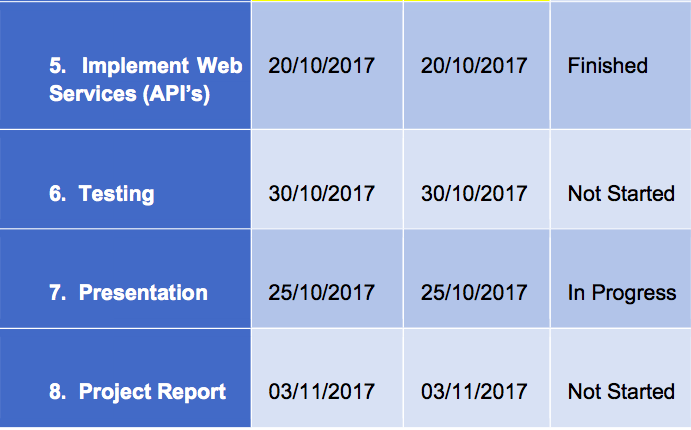 5. Implement Web 20/10/2017 20/10/2017 Finished
Services (API's)
6. Testing 30/10/2017 30/10/2017 Not Started
7. Presentation 25/10/2017 25/10/2017 In Progress
8. Project Report 03/11/2017 03/11/2017 Not Started